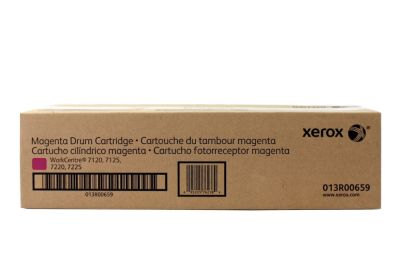 xerox
Magenta Drum Cartridge • Cartouche du tambour magenta
Cartucho cilíndrico magenta • Cartucho fotorreceptor magenta
WorkCentre® 7120, 7125,
7220, 7225
013R00659
013R00659
www.xerox.com